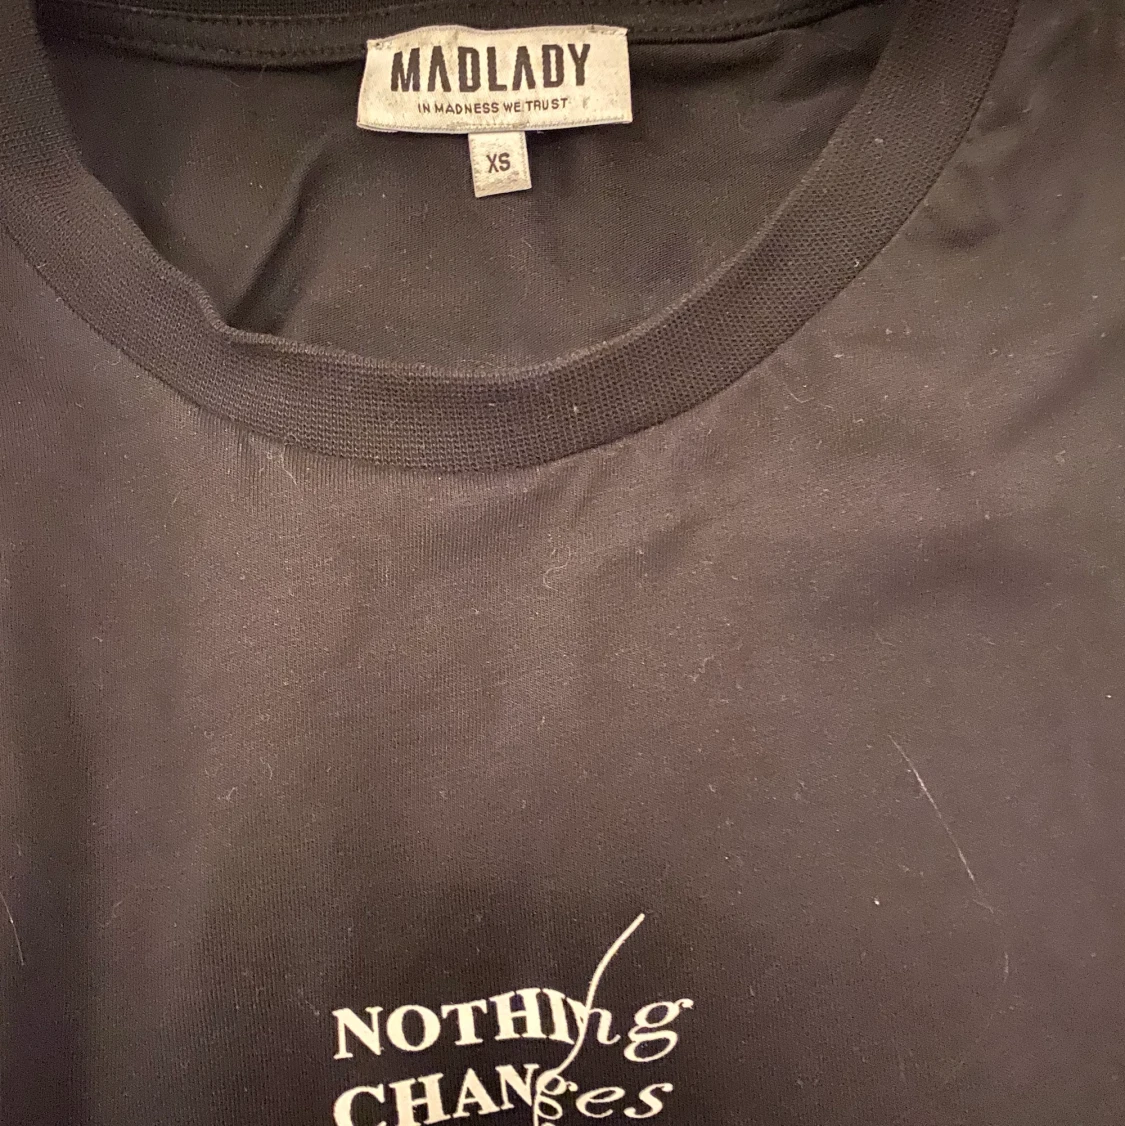 MADLADY
IN MADNESS WE TRUST
XS
NOTHIng
CHANges